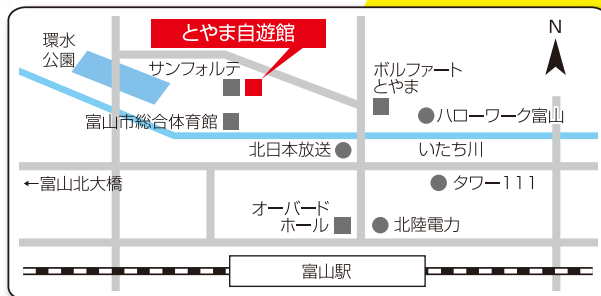 とやま自遊館
N
環水
公園
サンフォルテ
ボルファート
とやま
ハローワーク富山
富山市総合体育館
北日本放送
いたち川
←富山北大橋
タワー111
オーバード
ホール
北陸電力
富山駅